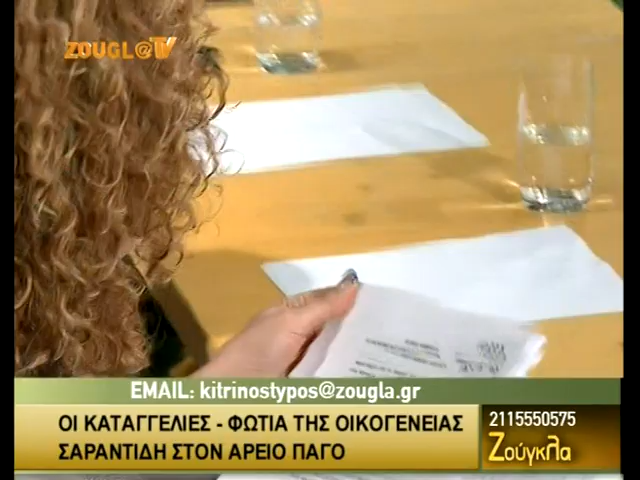 ZOUGL@TV
EMAIL: kitrinostypos@zougla.gr
ΟΙ ΚΑΤΑΓΓΕΛΙΕΣ - ΦΩΤΙΑ ΤΗΣ ΟΙΚΟΓΕΝΕΙΑΣ
ΣΑΡΑΝΤΙΔΗ ΣΤΟΝ ΑΡΕΙΟ ΠΑΓΟ
2115550575
Ζούγκλα